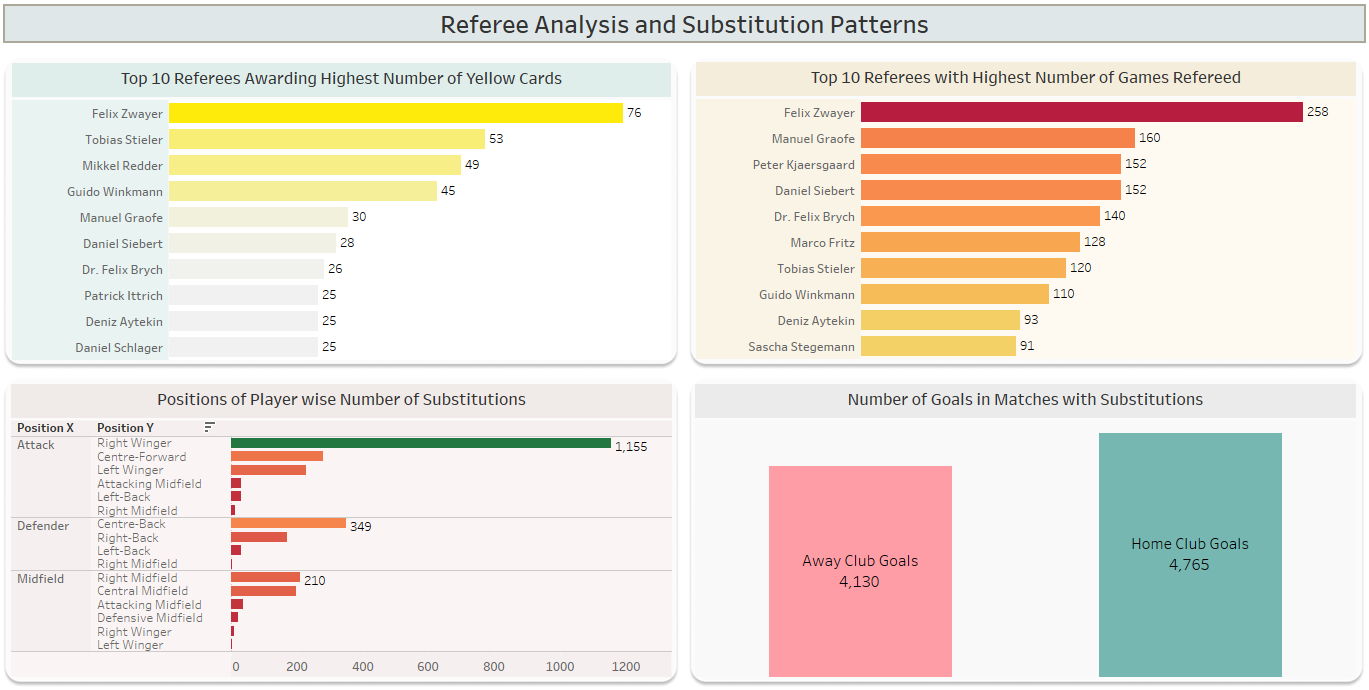 Referee Analysis and Substitution Patterns
Top 10 Referees Awarding Highest Number of Yellow Cards
Felix Zwayer 76
Tobias Stieler 53
Mikkel Redder 49
Guido Winkmann 45
Manuel Graofe 30
Daniel Siebert 28
Dr. Felix Brych 26
Patrick Ittrich 25
Deniz Aytekin 25
Daniel Schlager 25
Top 10 Referees with Highest Number of Games Refereed
Felix Zwayer 258
Manuel Graofe 160
Peter Kjaersgaard 152
Daniel Siebert 152
Dr. Felix Brych 140
Marco Fritz 128
Tobias Stieler 120
Guido Winkmann 110
Deniz Aytekin 93
Sascha Stegemann 91
Positions of Player wise Number of Substitutions
Position X Position Y
Attack Right Winger 1,155
Centre-Forward
Left Winger
Attacking Midfield
Left-Back
Right Midfield
Defender Centre-Back 349
Right-Back
Left-Back
Right Midfield
Midfield Right Midfield 210
Central Midfield
Attacking Midfield
Defensive Midfield
Right Winger
Left Winger
0 200 400 600 800 1000 1200
Number of Goals in Matches with Substitutions
Away Club Goals
4,130
Home Club Goals
4,765